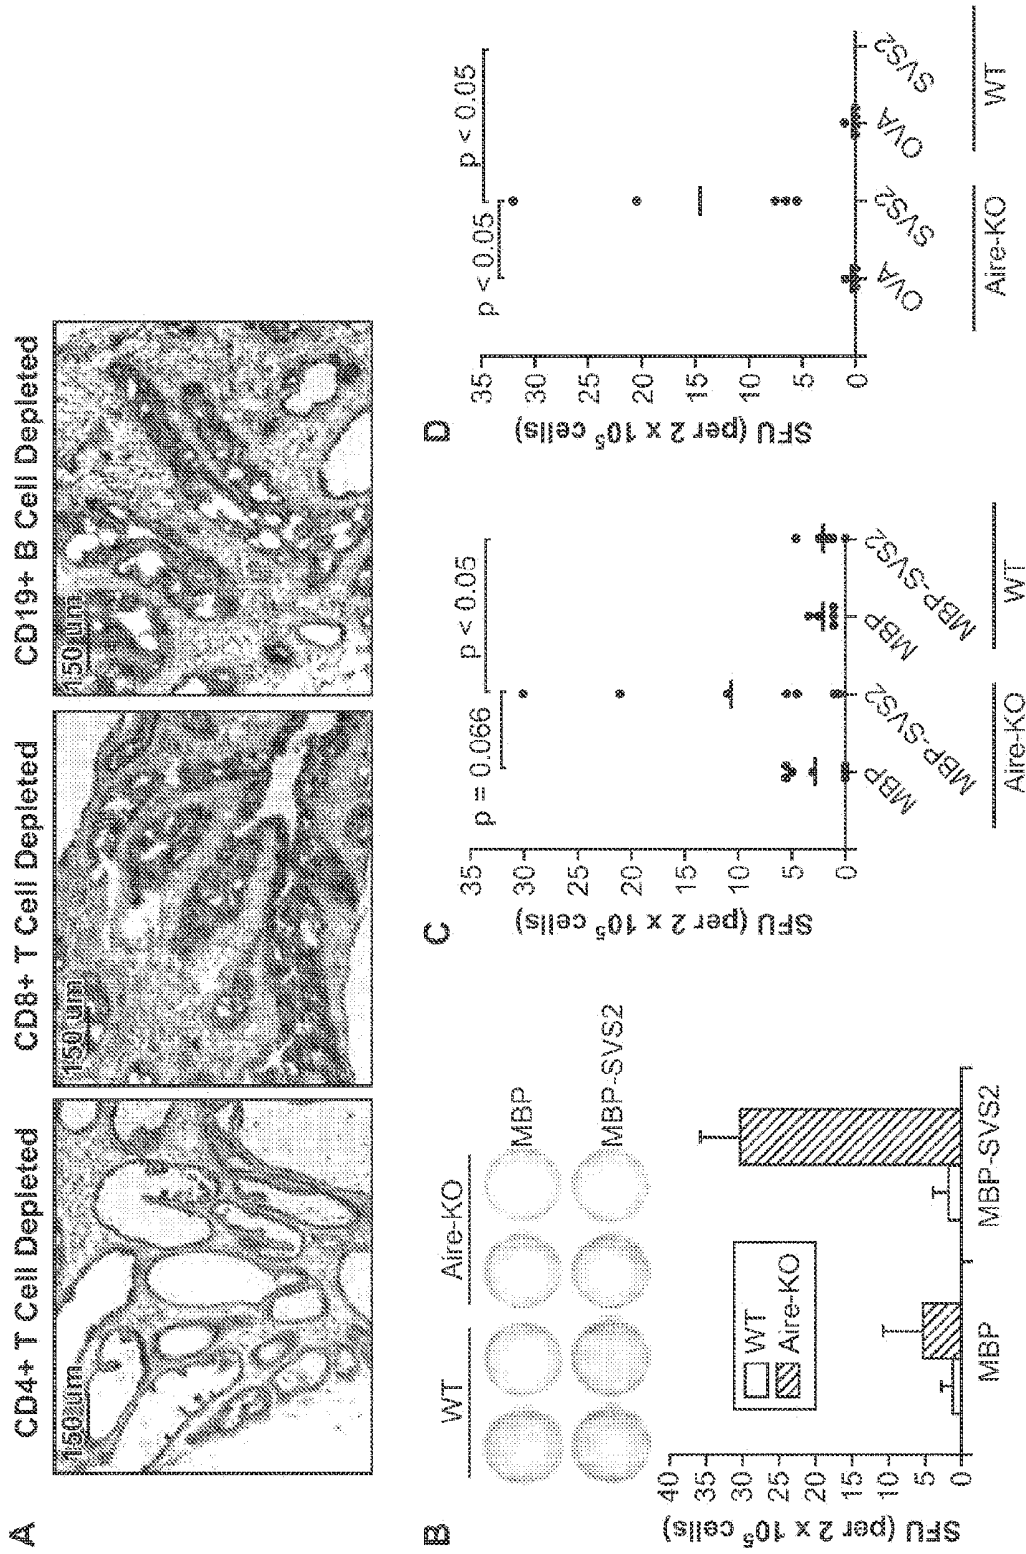 A
CD4+ T Cell Depleted
CD8+ T Cell Depleted
CD19+ B Cell Depleted
150 um
150 um
150 um
B
WT
Aire-KO
MBP
MBP-SVS2
SFU (per 2 x 10⁵ cells)
40
35
30
25
20
15
10
5
0
WT
Aire-KO
MBP
MBP-SVS2
C
SFU (per 2 x 10⁵ cells)
35
30
25
20
15
10
5
0
p = 0.066
p < 0.05
MBP
MBP-SVS2
MBP
MBP-SVS2
Aire-KO
WT
D
SFU (per 2 x 10⁵ cells)
35
30
25
20
15
10
5
0
p < 0.05
p < 0.05
OVA
SVS2
OVA
SVS2
Aire-KO
WT